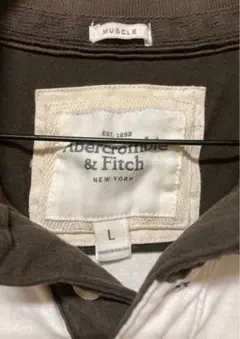 MUSCLE
EST. 1892
Abercrombie
& Fitch
NEW YORK
L